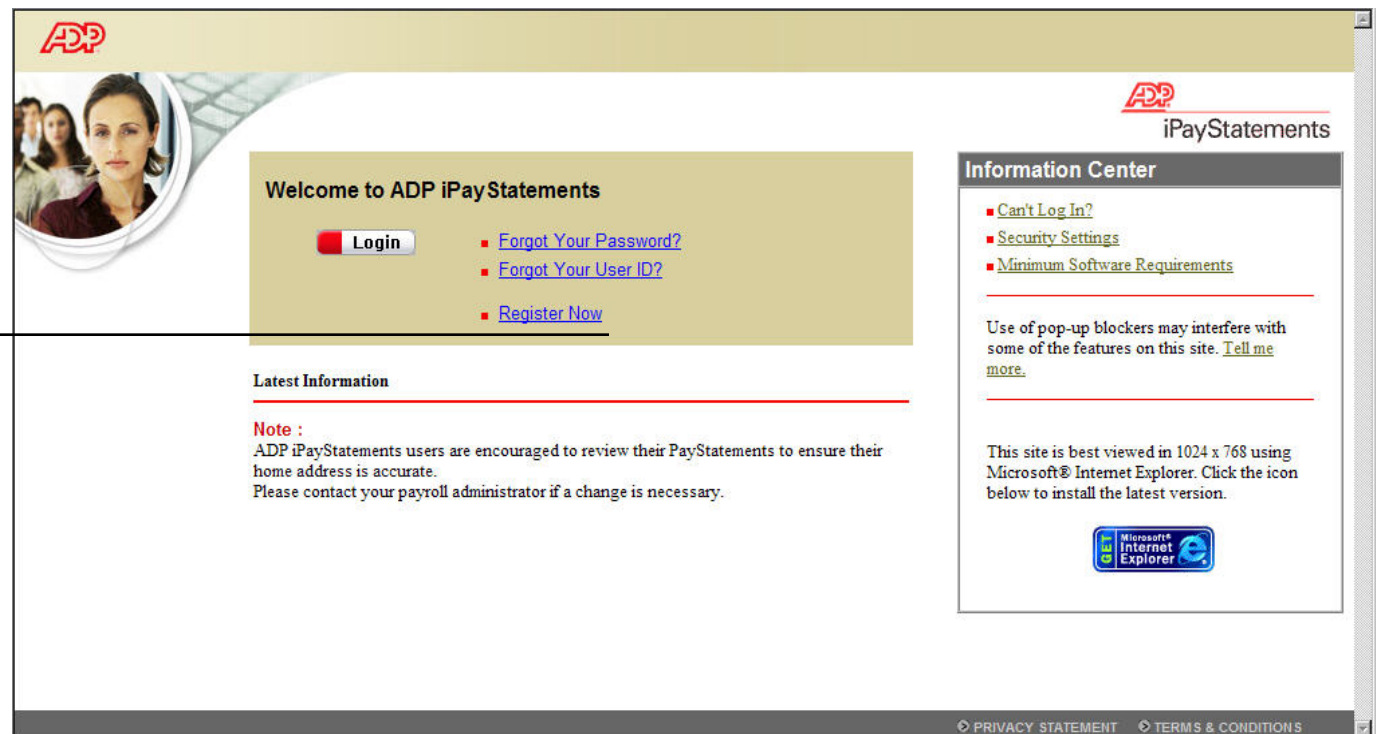 ADP
ADP
iPayStatements
Welcome to ADP iPayStatements
Login
Forgot Your Password?
Forgot Your User ID?
Register Now
Latest Information
Note :
ADP iPayStatements users are encouraged to review their PayStatements to ensure their
home address is accurate.
Please contact your payroll administrator if a change is necessary.
Information Center
Can't Log In?
Security Settings
Minimum Software Requirements
Use of pop-up blockers may interfere with
some of the features on this site. Tell me
more.
This site is best viewed in 1024 x 768 using
Microsoft® Internet Explorer. Click the icon
below to install the latest version.
GET
Microsoft®
Internet
Explorer
PRIVACY STATEMENT
TERMS & CONDITIONS